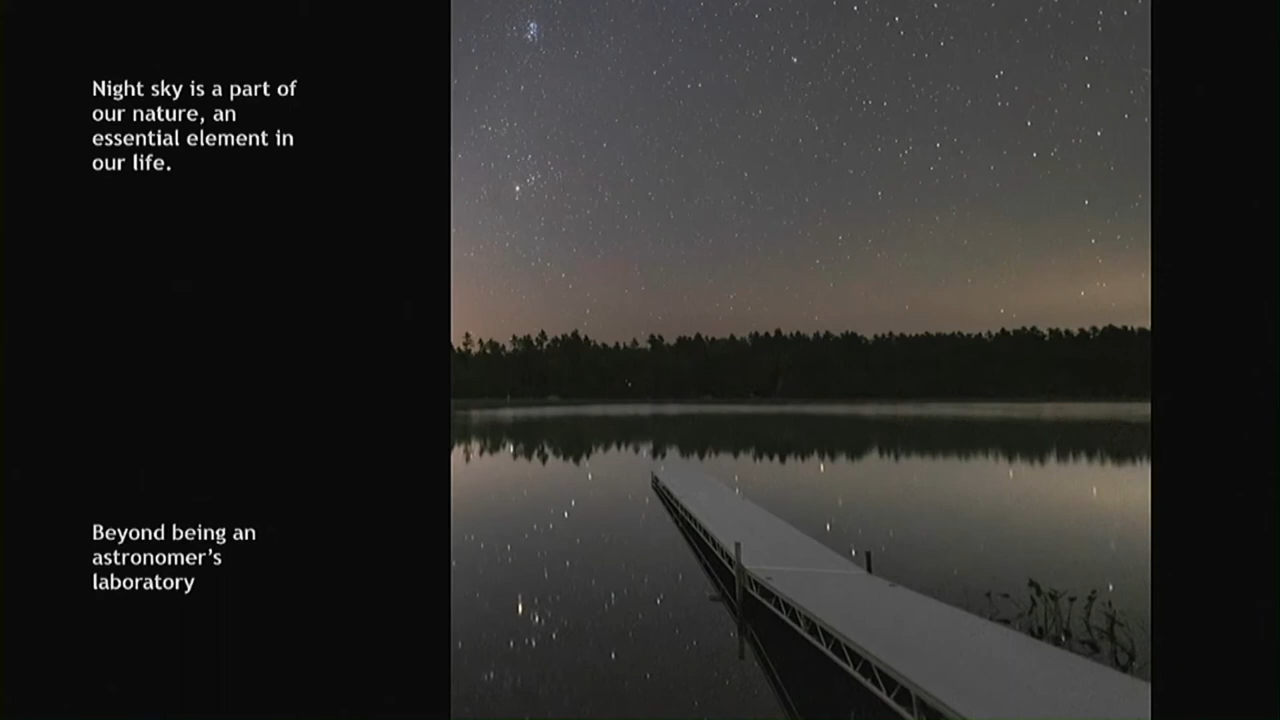 Night sky is a part of
our nature, an
essential element in
our life.
Beyond being an
astronomer's
laboratory